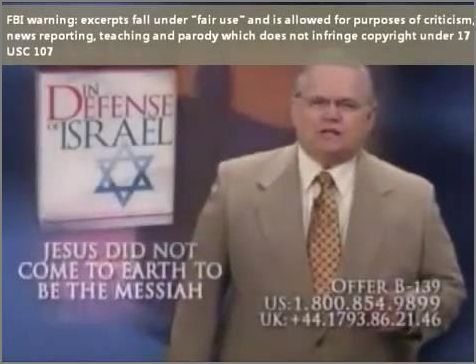 FBI warning: excerpts fall under "fair use" and is allowed for purposes of criticism,
news reporting, teaching and parody which does not infringe copyright under 17
USC 107
IN
DEFENSE
OF
ISRAEL
JESUS DID NOT
COME TO EARTH TO
BE THE MESSIAH
OFFER B-139
US:1.800.854.9899
UK:+44.1793.86.21.46